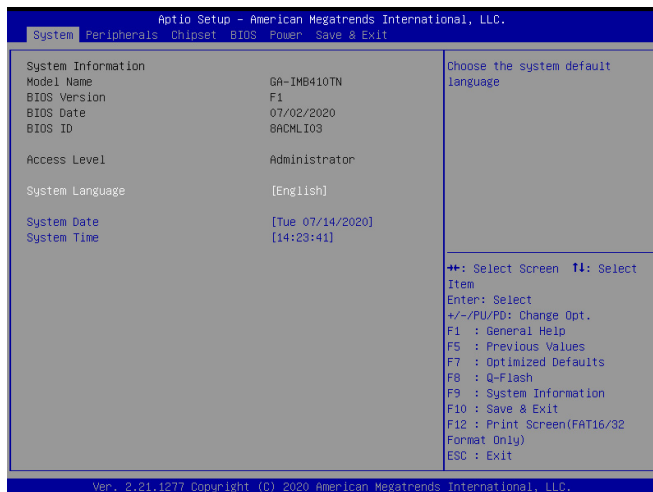 Aptio Setup – American Megatrends International, LLC.
System Peripherals Chipset BIOS Power Save & Exit
System Information
Model Name GA-IMB410TN
BIOS Version F1
BIOS Date 07/02/2020
BIOS ID 8ACMLI03
Access Level Administrator
System Language [English]
System Date [Tue 07/14/2020]
System Time [14:23:41]
Choose the system default
language
→←: Select Screen ↑↓: Select
Item
Enter: Select
+/-/PU/PD: Change Opt.
F1 : General Help
F5 : Previous Values
F7 : Optimized Defaults
F8 : Q-Flash
F9 : System Information
F10 : Save & Exit
F12 : Print Screen(FAT16/32
Format Only)
ESC : Exit
Ver. 2.21.1277 Copyright (C) 2020 American Megatrends International, LLC.